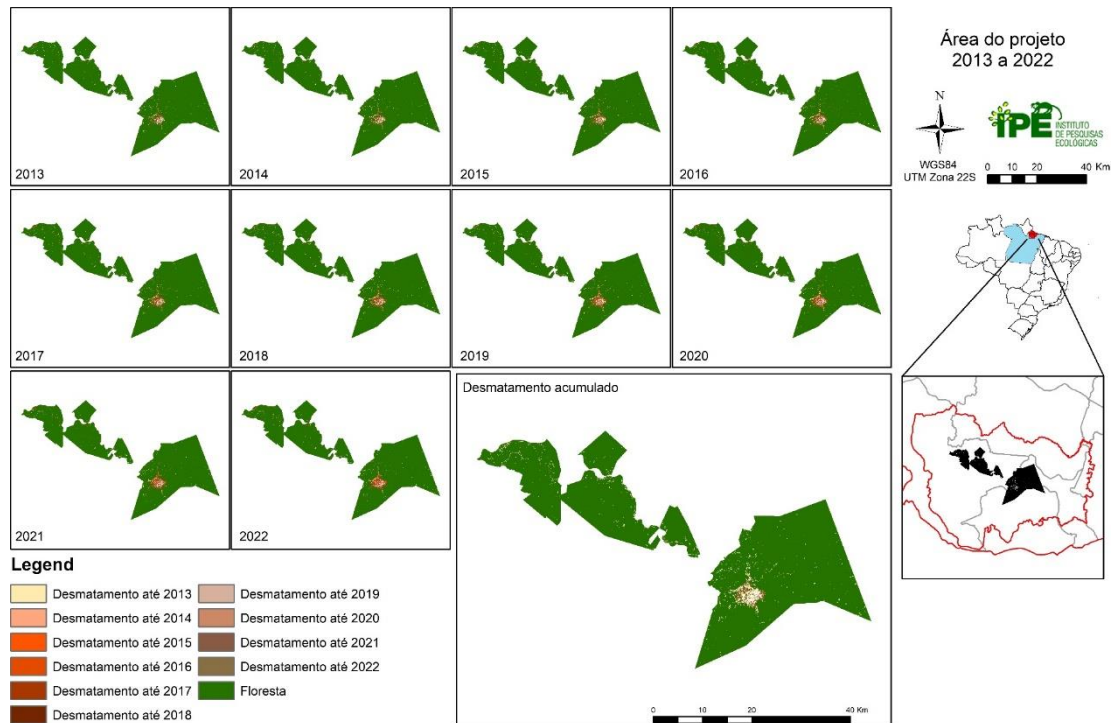 2013
2014
2015
2016
2017
2018
2019
2020
2021
2022
Desmatamento acumulado
0 10 20 40 Km
Legend
Desmatamento até 2013
Desmatamento até 2014
Desmatamento até 2015
Desmatamento até 2016
Desmatamento até 2017
Desmatamento até 2018
Desmatamento até 2019
Desmatamento até 2020
Desmatamento até 2021
Desmatamento até 2022
Floresta
Área do projeto
2013 a 2022
N
WGS84
UTM Zona 22S
IPÊ
INSTITUTO
DE PESQUISAS
ECOLÓGICAS
0 10 20 40 Km